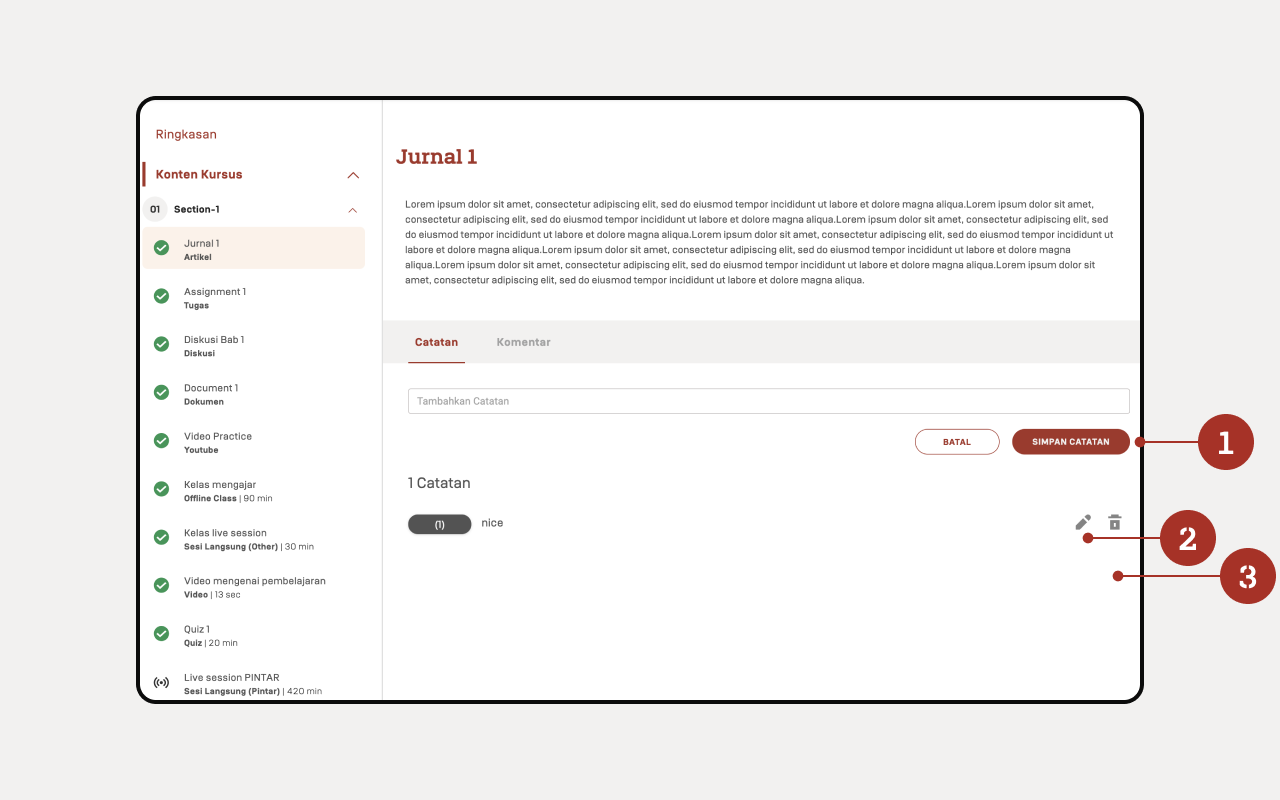 Ringkasan
Konten Kursus
01 Section-1
Jurnal 1
Artikel
Assignment 1
Tugas
Diskusi Bab 1
Diskusi
Document 1
Dokumen
Video Practice
Youtube
Kelas mengajar
Offline Class | 90 min
Kelas live session
Sesi Langsung (Other) | 30 min
Video mengenai pembelajaran
Video | 13 sec
Quiz 1
Quiz | 20 min
Live session PINTAR
Sesi Langsung (Pintar) | 420 min
Jurnal 1
Lorem ipsum dolor sit amet, consectetur adipiscing elit, sed do eiusmod tempor incididunt ut labore et dolore magna aliqua.Lorem ipsum dolor sit amet,
consectetur adipiscing elit, sed do eiusmod tempor incididunt ut labore et dolore magna aliqua.Lorem ipsum dolor sit amet, consectetur adipiscing elit, sed
do eiusmod tempor incididunt ut labore et dolore magna aliqua.Lorem ipsum dolor sit amet, consectetur adipiscing elit, sed do eiusmod tempor incididunt ut
labore et dolore magna aliqua.Lorem ipsum dolor sit amet, consectetur adipiscing elit, sed do eiusmod tempor incididunt ut labore et dolore magna
aliqua.Lorem ipsum dolor sit amet, consectetur adipiscing elit, sed do eiusmod tempor incididunt ut labore et dolore magna aliqua.Lorem ipsum dolor sit
amet, consectetur adipiscing elit, sed do eiusmod tempor incididunt ut labore et dolore magna aliqua.
Catatan Komentar
Tambahkan Catatan
BATAL SIMPAN CATATAN
1
1 Catatan
(1) nice
2
3